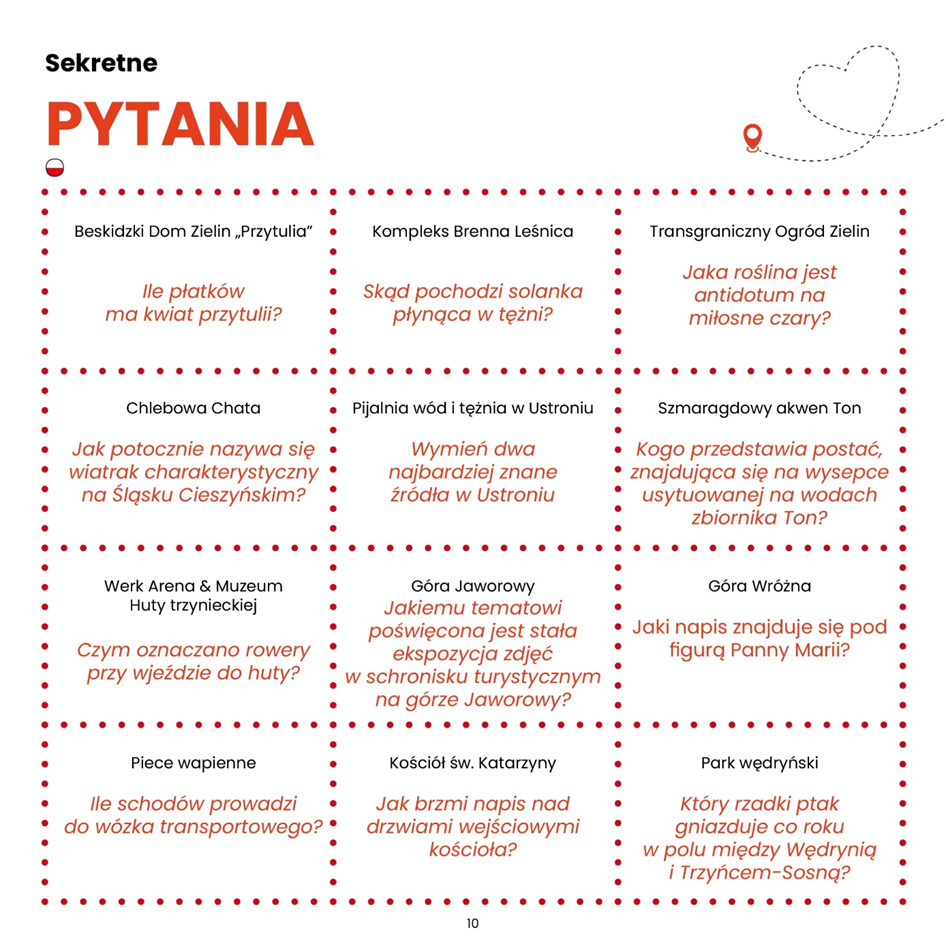 Sekretne
PYTANIA
Beskidzki Dom Zielin „Przytulia”
Ile płatków
ma kwiat przytulii?
Kompleks Brenna Leśnica
Skąd pochodzi solanka
płynąca w tężni?
Transgraniczny Ogród Zielin
Jaka roślina jest
antidotum na
miłosne czary?
Chlebowa Chata
Jak potocznie nazywa się
wiatrak charakterystyczny
na Śląsku Cieszyńskim?
Pijalnia wód i tężnia w Ustroniu
Wymień dwa
najbardziej znane
źródła w Ustroniu
Szmaragdowy akwen Ton
Kogo przedstawia postać,
znajdująca się na wysepce
usytuowanej na wodach
zbiornika Ton?
Werk Arena & Muzeum
Huty trzynieckiej
Czym oznaczano rowery
przy wjeździe do huty?
Góra Jaworowy
Jakiemu tematowi
poświęcona jest stała
ekspozycja zdjęć
w schronisku turystycznym
na górze Jaworowy?
Góra Wróżna
Jaki napis znajduje się pod
figurą Panny Marii?
Piece wapienne
Ile schodów prowadzi
do wózka transportowego?
Kościół św. Katarzyny
Jak brzmi napis nad
drzwiami wejściowymi
kościoła?
Park wędryński
Który rzadki ptak
gniazduje co roku
w polu między Wędrynią
i Trzyńcem-Sosną?
10